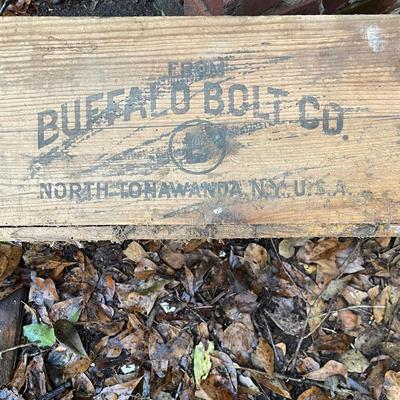 FROM
BUFFALO BOLT CO.
B
NORTH TONAWANDA, N.Y. U.S.A.